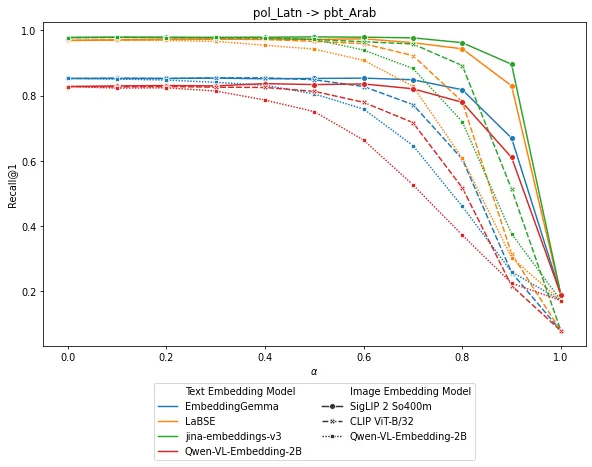 pol_Latn -> pbt_Arab
Recall@1
1.0
0.8
0.6
0.4
0.2
0.0 0.2 0.4 0.6 0.8 1.0
α
Text Embedding Model
EmbeddingGemma
LaBSE
jina-embeddings-v3
Qwen-VL-Embedding-2B
Image Embedding Model
SigLIP 2 So400m
CLIP ViT-B/32
Qwen-VL-Embedding-2B